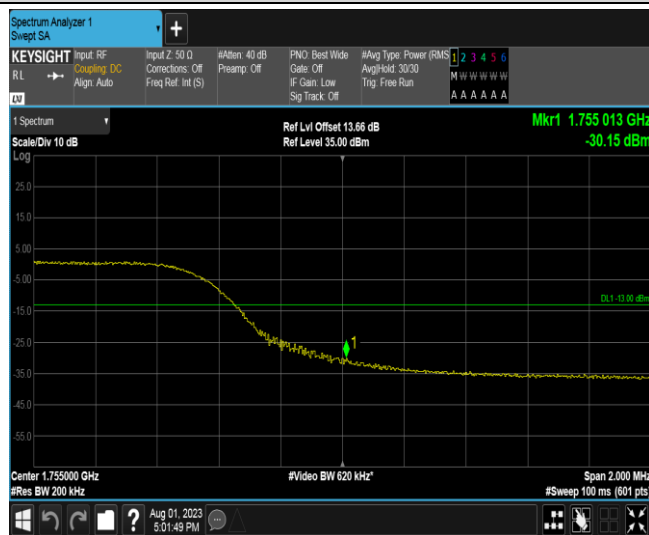 Spectrum Analyzer 1
Swept SA
+
KEYSIGHT
RL
LXI
Input: RF
Coupling: DC
Align: Auto
Input Z: 50 Ω
Corrections: Off
Freq Ref: Int (S)
#Atten: 40 dB
Preamp: Off
PNO: Best Wide
Gate: Off
IF Gain: Low
Sig Track: Off
#Avg Type: Power (RMS
Avg|Hold: 30/30
Trig: Free Run
1 2 3 4 5 6
M W W W W W
A A A A A A
1 Spectrum
Scale/Div 10 dB
Log
Ref Lvl Offset 13.66 dB
Ref Level 35.00 dBm
Mkr1 1.755 013 GHz
-30.15 dBm
25.0
15.0
5.00
-5.00
-15.0
-25.0
-35.0
-45.0
-55.0
DL1 -13.00 dBm
1
Center 1.755000 GHz
#Res BW 200 kHz
#Video BW 620 kHz*
Span 2.000 MHz
#Sweep 100 ms (601 pts)
?
Aug 01, 2023
5:01:49 PM